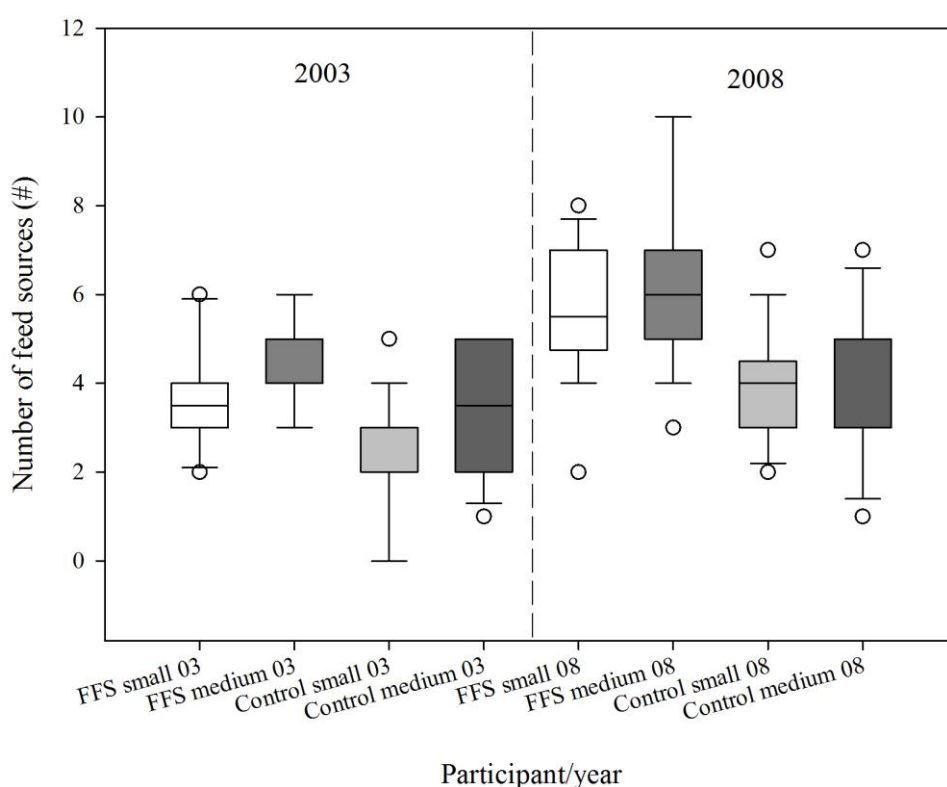 12
10
8
6
4
2
0
Number of feed sources (#)
2003
2008
FFS small 03
FFS medium 03
Control small 03
Control medium 03
FFS small 08
FFS medium 08
Control small 08
Control medium 08
Participant/year